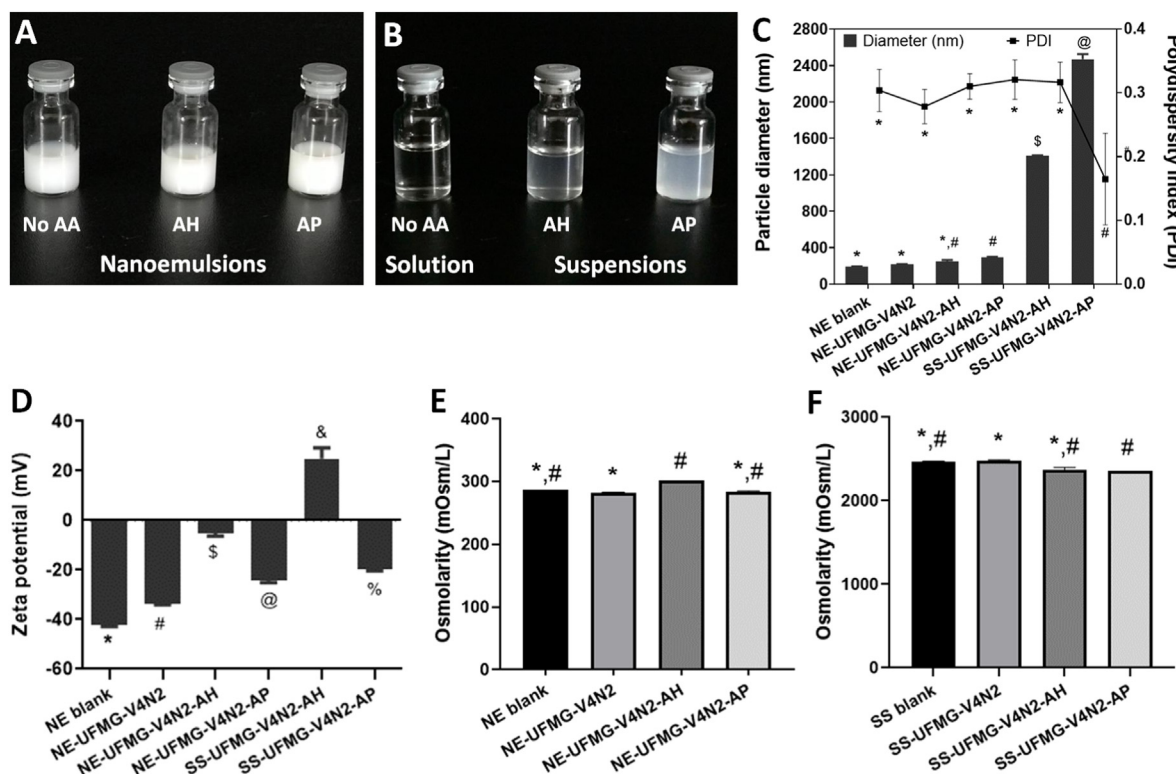 A
No AA
AH
AP
Nanoemulsions
B
No AA
AH
AP
Solution
Suspensions
C
Diameter (nm)
PDI
Particle diameter (nm)
2800
2400
2000
1600
1200
800
400
0
Polydispersity Index (PDI)
0.4
0.3
0.2
0.1
0.0
*
*
*
*
*
#
#
*
*
*,#
#
$
@
NE blank
NE-UFMG-V4N2
NE-UFMG-V4N2-AH
NE-UFMG-V4N2-AP
SS-UFMG-V4N2-AH
SS-UFMG-V4N2-AP
D
Zeta potential (mV)
40
20
0
-20
-40
-60
*
#
$
@
&
%
NE blank
NE-UFMG-V4N2
NE-UFMG-V4N2-AH
NE-UFMG-V4N2-AP
SS-UFMG-V4N2-AH
SS-UFMG-V4N2-AP
E
Osmolarity (mOsm/L)
400
300
200
100
0
*,#
*
#
*,#
NE blank
NE-UFMG-V4N2
NE-UFMG-V4N2-AH
NE-UFMG-V4N2-AP
F
Osmolarity (mOsm/L)
3000
2000
1000
0
*,#
*
*,#
#
SS blank
SS-UFMG-V4N2
SS-UFMG-V4N2-AH
SS-UFMG-V4N2-AP